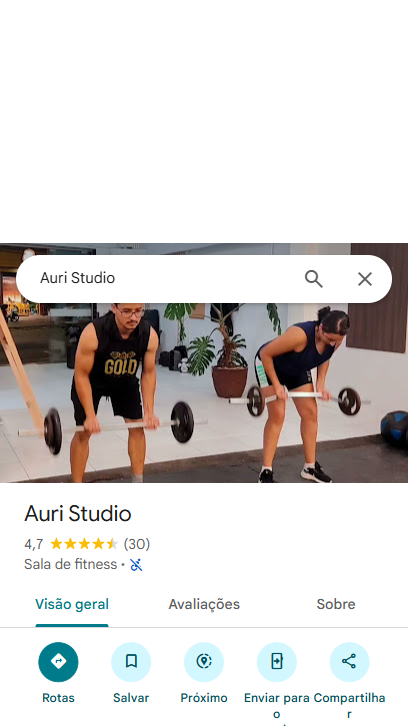 Auri Studio
GOLD
Auri Studio
4,7 (30)
Sala de fitness ·
Visão geral
Avaliações
Sobre
Rotas
Salvar
Próximo
Enviar para
o
Compartilha
r